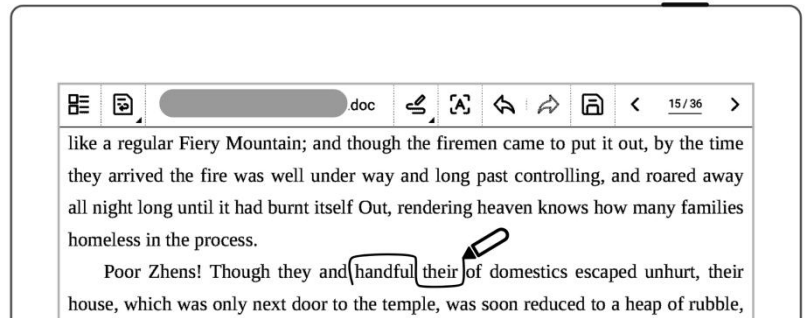 .doc
15/36
like a regular Fiery Mountain; and though the firemen came to put it out, by the time
they arrived the fire was well under way and long past controlling, and roared away
all night long until it had burnt itself Out, rendering heaven knows how many families
homeless in the process.
Poor Zhens! Though they and handful their of domestics escaped unhurt, their
house, which was only next door to the temple, was soon reduced to a heap of rubble,